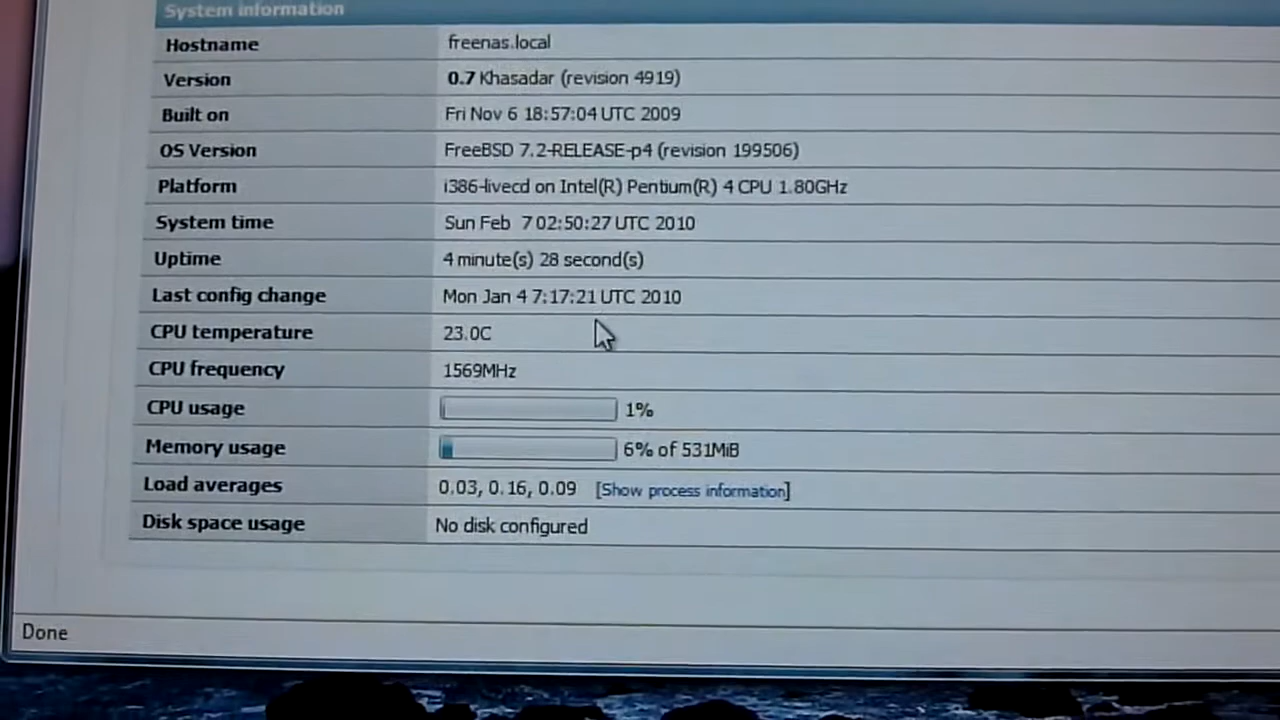 System information
Hostname freenas.local
Version 0.7 Khasadar (revision 4919)
Built on Fri Nov 6 18:57:04 UTC 2009
OS Version FreeBSD 7.2-RELEASE-p4 (revision 199506)
Platform i386-livecd on Intel(R) Pentium(R) 4 CPU 1.80GHz
System time Sun Feb 7 02:50:27 UTC 2010
Uptime 4 minute(s) 28 second(s)
Last config change Mon Jan 4 7:17:21 UTC 2010
CPU temperature 23.0C
CPU frequency 1569MHz
CPU usage 1%
Memory usage 6% of 531MiB
Load averages 0.03, 0.16, 0.09 [Show process information]
Disk space usage No disk configured
Done